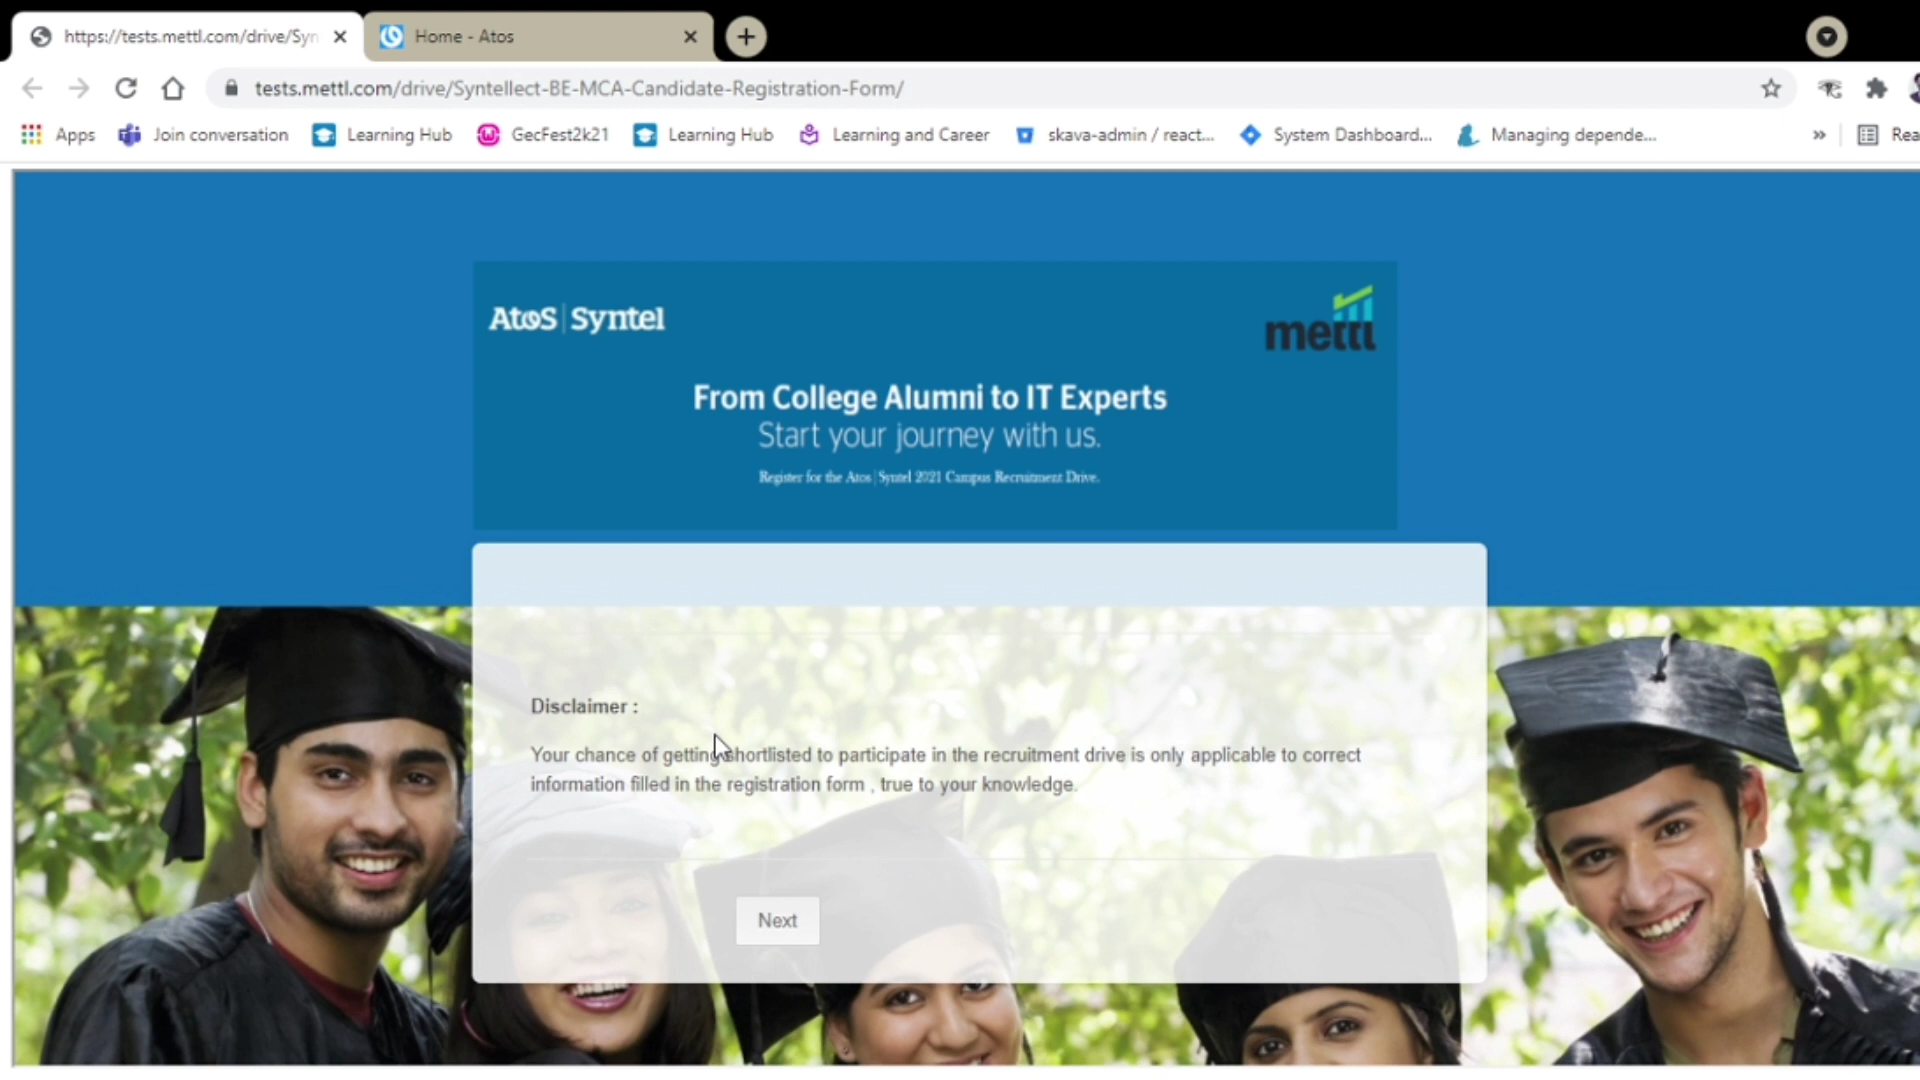 https://tests.mettl.com/drive/Syn
Home - Atos
tests.mettl.com/drive/Syntellect-BE-MCA-Candidate-Registration-Form/
Apps Join conversation Learning Hub GecFest2k21 Learning Hub Learning and Career skava-admin / react... System Dashboard... Managing depende... » Rea
Atos | Syntel
mettl
From College Alumni to IT Experts
Start your journey with us.
Register for the Atos | Syntel 2021 Campus Recruitment Drive.
Disclaimer :
Your chance of getting shortlisted to participate in the recruitment drive is only applicable to correct
information filled in the registration form , true to your knowledge.
Next